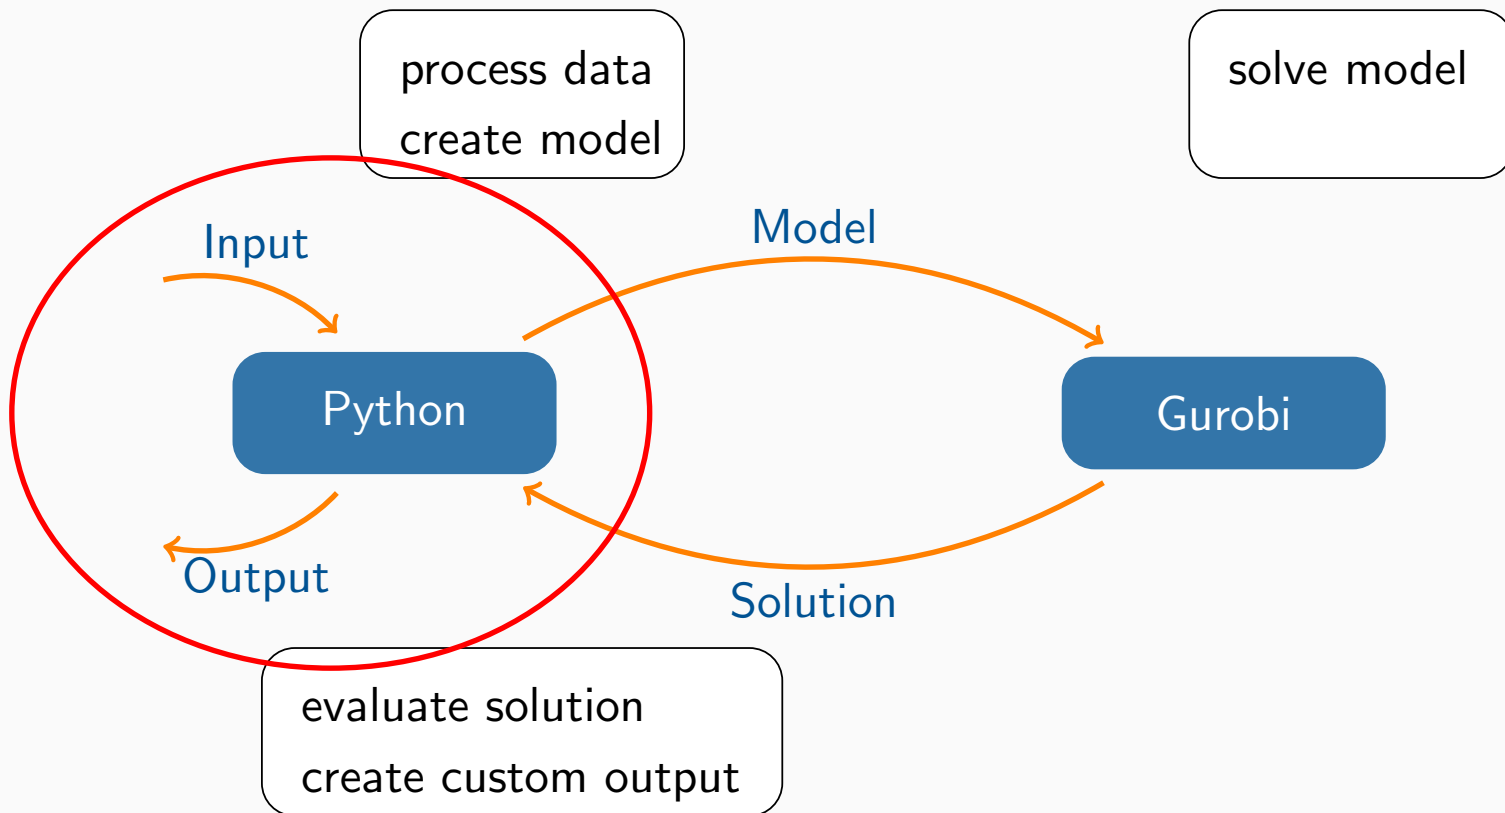 process data
create model
solve model
Input
Model
Python
Gurobi
Output
Solution
evaluate solution
create custom output